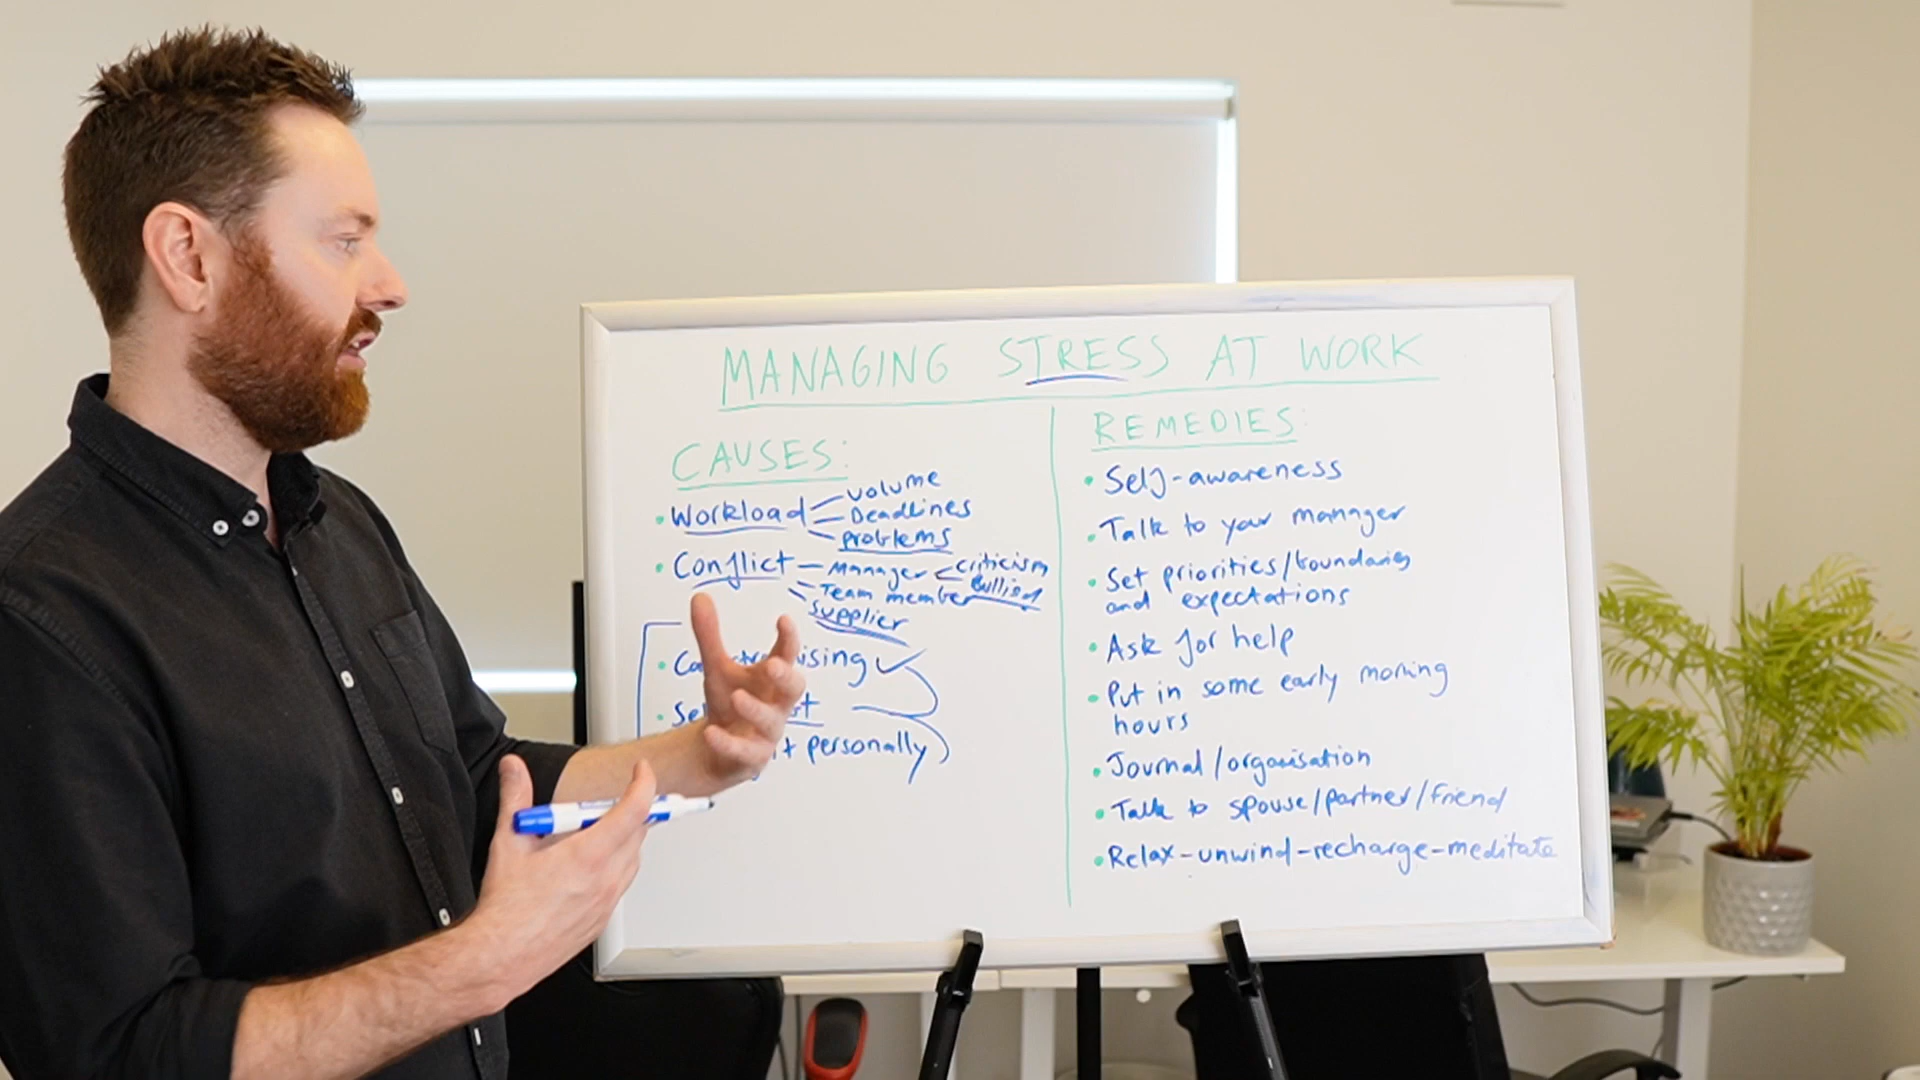 MANAGING STRESS AT WORK
CAUSES:
• Workload
volume
Deadlines
problems
• Conflict
Manager
criticism
Team member
Supplier
•
•
personally
REMEDIES:
• Self-awareness
• Talk to your manager
• Set priorities/boundaries
and expectations
• Ask for help
• Put in some early morning
hours
• Journal/organisation
• Talk to spouse/partner/friend
• Relax-unwind-recharge-meditate